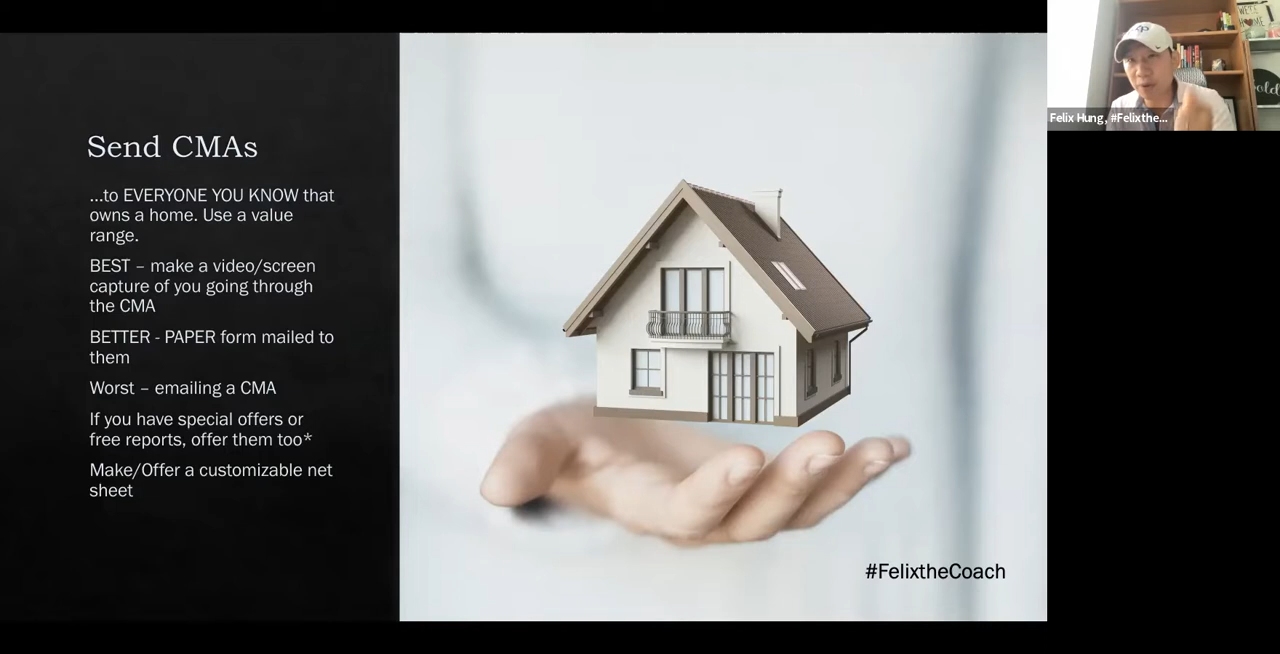 Send CMAs
...to EVERYONE YOU KNOW that
owns a home. Use a value
range.
BEST – make a video/screen
capture of you going through
the CMA
BETTER - PAPER form mailed to
them
Worst – emailing a CMA
If you have special offers or
free reports, offer them too*
Make/Offer a customizable net
sheet
#FelixtheCoach
Felix Hung, #Felixthe...